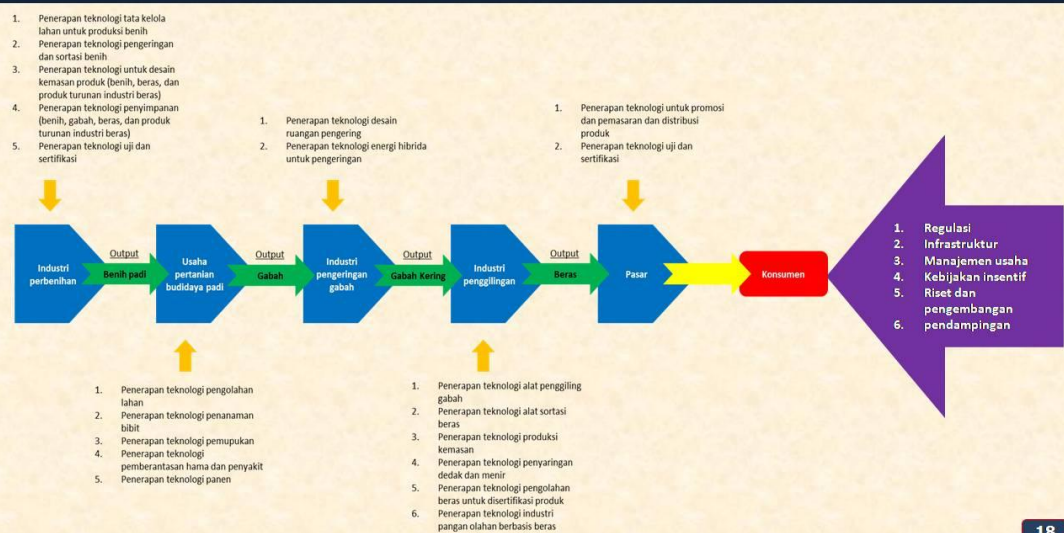 1. Penerapan teknologi tata kelola
lahan untuk produksi benih
2. Penerapan teknologi pengeringan
dan sortasi benih
3. Penerapan teknologi untuk desain
kemasan produk (benih, beras, dan
produk turunan industri beras)
4. Penerapan teknologi penyimpanan
(benih, gabah, beras, dan produk
turunan industri beras)
5. Penerapan teknologi uji dan
sertifikasi
1. Penerapan teknologi desain
ruangan pengering
2. Penerapan teknologi energi hibrida
untuk pengeringan
1. Penerapan teknologi untuk promosi
dan pemasaran dan distribusi
produk
2. Penerapan teknologi uji dan
sertifikasi
Industri
perbenihan
Output
Benih padi
Usaha
pertanian
budidaya padi
Output
Gabah
Industri
pengeringan
gabah
Output
Gabah Kering
Industri
penggilingan
Output
Beras
Pasar
Konsumen
1. Regulasi
2. Infrastruktur
3. Manajemen usaha
4. Kebijakan insentif
5. Riset dan
pengembangan
6. pendampingan
1. Penerapan teknologi pengolahan
lahan
2. Penerapan teknologi penanaman
bibit
3. Penerapan teknologi pemupukan
4. Penerapan teknologi
pemberantasan hama dan penyakit
5. Penerapan teknologi panen
1. Penerapan teknologi alat penggiling
gabah
2. Penerapan teknologi alat sortasi
beras
3. Penerapan teknologi produksi
kemasan
4. Penerapan teknologi penyaringan
dedak dan menir
5. Penerapan teknologi pengolahan
beras untuk disertifikasi produk
6. Penerapan teknologi industri
pangan olahan berbasis beras
18